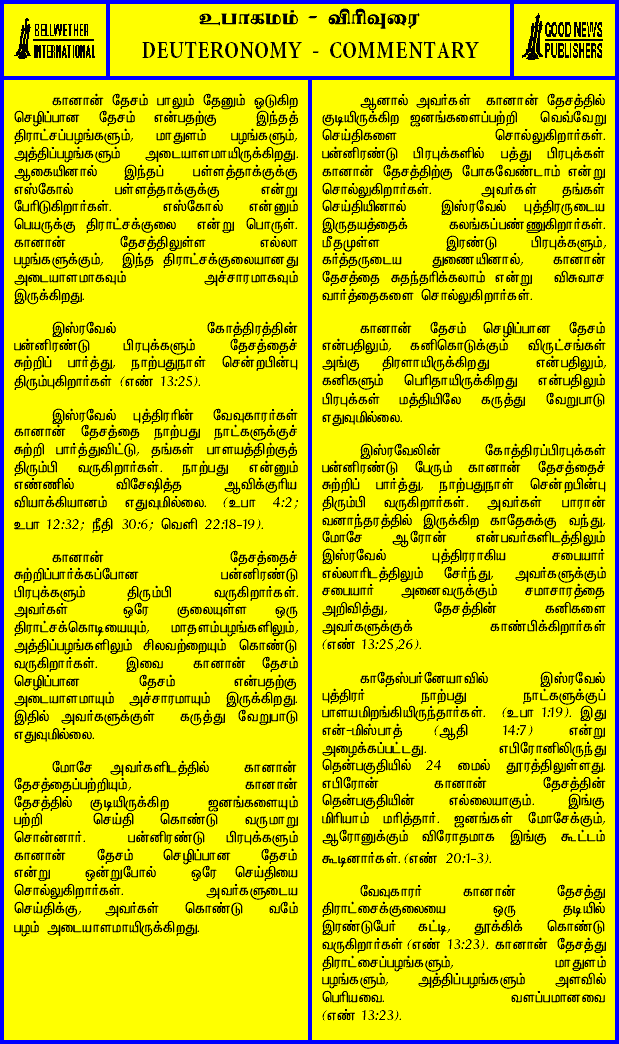 BELLWETHER
INTERNATIONAL
உபாகமம் - விரிவுரை
DEUTERONOMY - COMMENTARY
GOOD NEWS
PUBLISHERS
கானான் தேசம் பாலும் தேனும் ஓடுகிற
செழிப்பான தேசம் என்பதற்கு இந்தத்
திராட்சப்பழங்களும், மாதுளம் பழங்களும்,
அத்திப்பழங்களும் அடையாளமாயிருக்கிறது.
ஆகையினால் இந்தப் பள்ளத்தாக்குக்கு
எஸ்கோல் பள்ளத்தாக்குக்கு என்று
பேரிடுகிறார்கள். எஸ்கோல் என்னும்
பெயருக்கு திராட்சக்குலை என்று பொருள்.
கானான் தேசத்திலுள்ள எல்லா
பழங்களுக்கும், இந்த திராட்சக்குலையானது
அடையாளமாகவும் அச்சாரமாகவும்
இருக்கிறது.
இஸ்ரவேல் கோத்திரத்தின்
பன்னிரண்டு பிரபுக்களும் தேசத்தைச்
சுற்றிப் பார்த்து, நாற்பதுநாள் சென்றபின்பு
திரும்புகிறார்கள் (எண் 13:25).
இஸ்ரவேல் புத்திரரின் வேவுகாரர்கள்
கானான் தேசத்தை நாற்பது நாட்களுக்குச்
சுற்றி பார்த்துவிட்டு, தங்கள் பாளயத்திற்குத்
திரும்பி வருகிறார்கள். நாற்பது என்னும்
எண்ணில் விசேஷித்த ஆவிக்குரிய
வியாக்கியானம் எதுவுமில்லை. (உபா 4:2;
உபா 12:32; நீதி 30:6; வெளி 22:18-19).
கானான் தேசத்தைச்
சுற்றிப்பார்க்கப்போன பன்னிரண்டு
பிரபுக்களும் திரும்பி வருகிறார்கள்.
அவர்கள் ஒரே குலையுள்ள ஒரு
திராட்சக்கொடியையும், மாதளம்பழங்களிலும்,
அத்திப்பழங்களிலும் சிலவற்றையும் கொண்டு
வருகிறார்கள். இவை கானான் தேசம்
செழிப்பான தேசம் என்பதற்கு
அடையாளமாயும் அச்சாரமாயும் இருக்கிறது.
இதில் அவர்களுக்குள் கருத்து வேறுபாடு
எதுவுமில்லை.
மோசே அவர்களிடத்தில் கானான்
தேசத்தைப்பற்றியும், கானான்
தேசத்தில் குடியிருக்கிற ஜனங்களையும்
பற்றி செய்தி கொண்டு வருமாறு
சொன்னார். பன்னிரண்டு பிரபுக்களும்
கானான் தேசம் செழிப்பான தேசம்
என்று ஒன்றுபோல் ஒரே செய்தியை
சொல்லுகிறார்கள். அவர்களுடைய
செய்திக்கு, அவர்கள் கொண்டு வமே்
பழம் அடையாளமாயிருக்கிறது.
ஆனால் அவர்கள் கானான் தேசத்தில்
குடியிருக்கிற ஜனங்களைப்பற்றி வெவ்வேறு
செய்திகளை சொல்லுகிறார்கள்.
பன்னிரண்டு பிரபுக்களில் பத்து பிரபுக்கள்
கானான் தேசத்திற்கு போகவேண்டாம் என்று
சொல்லுகிறார்கள். அவர்கள் தங்கள்
செய்தியினால் இஸ்ரவேல் புத்திரருடைய
இருதயத்தைக் கலங்கப்பண்ணுகிறார்கள்.
மீதமுள்ள இரண்டு பிரபுக்களும்,
கர்த்தருடைய துணையினால், கானான்
தேசத்தை சுதந்தரிக்கலாம் என்று விசுவாச
வார்த்தைகளை சொல்லுகிறார்கள்.
கானான் தேசம் செழிப்பான தேசம்
என்பதிலும், கனிகொடுக்கும் விருட்சங்கள்
அங்கு திரளாயிருக்கிறது என்பதிலும்,
கனிகளும் பெரிதாயிருக்கிறது என்பதிலும்
பிரபுக்கள் மத்தியிலே கருத்து வேறுபாடு
எதுவுமில்லை.
இஸ்ரவேலின் கோத்திரப்பிரபுக்கள்
பன்னிரண்டு பேரும் கானான் தேசத்தைச்
சுற்றிப் பார்த்து, நாற்பதுநாள் சென்றபின்பு
திரும்பி வருகிறார்கள். அவர்கள் பாரான்
வனாந்தரத்தில் இருக்கிற காதேசுக்கு வந்து,
மோசே ஆரோன் என்பவர்களிடத்திலும்
இஸ்ரவேல் புத்திரராகிய சபையார்
எல்லாரிடத்திலும் சேர்ந்து, அவர்களுக்கும்
சபையார் அனைவருக்கும் சமாசாரத்தை
அறிவித்து, தேசத்தின் கனிகளை
அவர்களுக்குக் காண்பிக்கிறார்கள்
(எண் 13:25,26).
காதேஸ்பர்னேயாவில் இஸ்ரவேல்
புத்திரர் நாற்பது நாட்களுக்குப்
பாளயமிறங்கியிருந்தார்கள். (உபா 1:19). இது
என்-மிஸ்பாத் (ஆதி 14:7) என்று
அழைக்கப்பட்டது. எபிரோனிலிருந்து
தென்பகுதியில் 24 மைல் தூரத்திலுள்ளது.
எபிரோன் கானான் தேசத்தின்
தென்பகுதியின் எல்லையாகும். இங்கு
மிரியாம் மரித்தார். ஜனங்கள் மோசேக்கும்,
ஆரோனுக்கும் விரோதமாக இங்கு கூட்டம்
கூடினார்கள். (எண் 20:1-3).
வேவுகாரர் கானான் தேசத்து
திராட்சைக்குலையை ஒரு தடியில்
இரண்டுபேர் கட்டி, தூக்கிக் கொண்டு
வருகிறார்கள் (எண் 13:23). கானான் தேசத்து
திராட்சைப்பழங்களும், மாதுளம்
பழங்களும், அத்திப்பழங்களும் அளவில்
பெரியவை. வளப்பமானவை
(எண் 13:23).